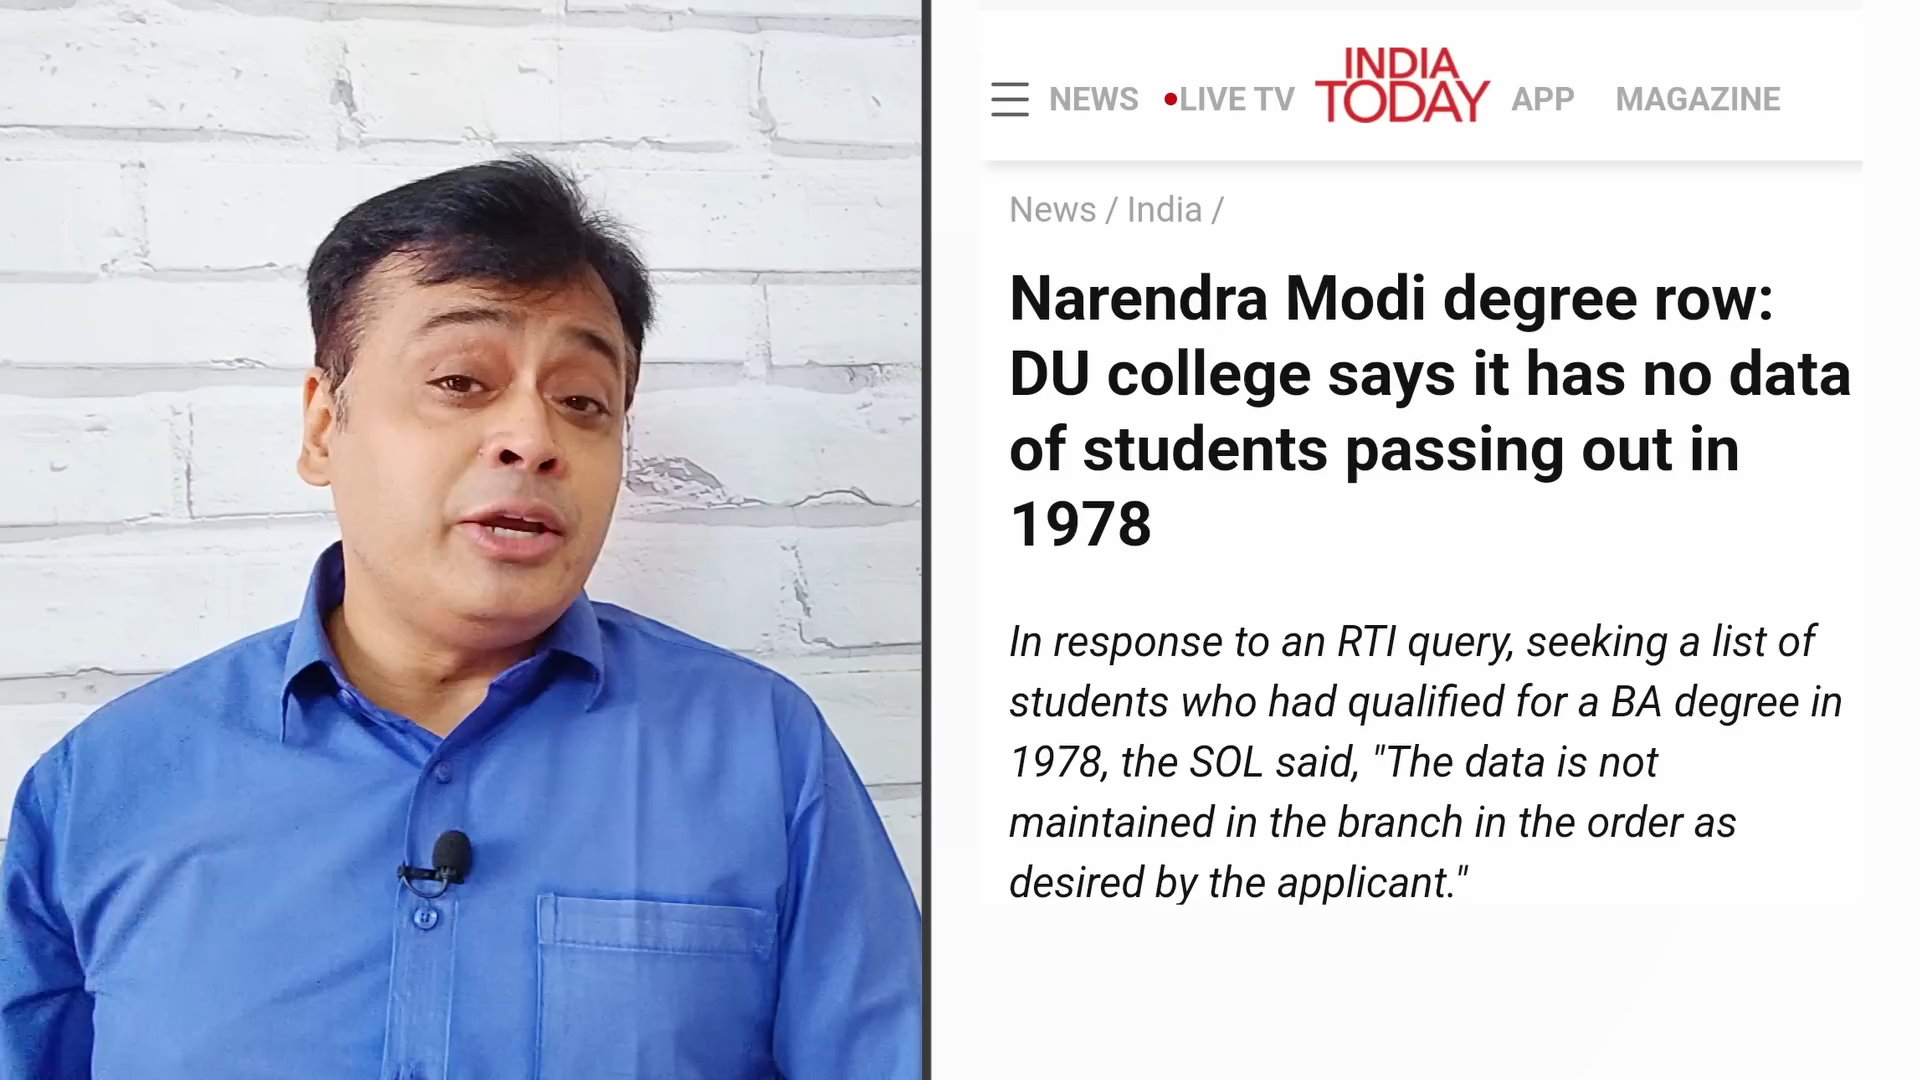 NEWS
LIVE TV
INDIA
TODAY
APP
MAGAZINE
News / India /
Narendra Modi degree row:
DU college says it has no data
of students passing out in
1978
In response to an RTI query, seeking a list of
students who had qualified for a BA degree in
1978, the SOL said, "The data is not
maintained in the branch in the order as
desired by the applicant."